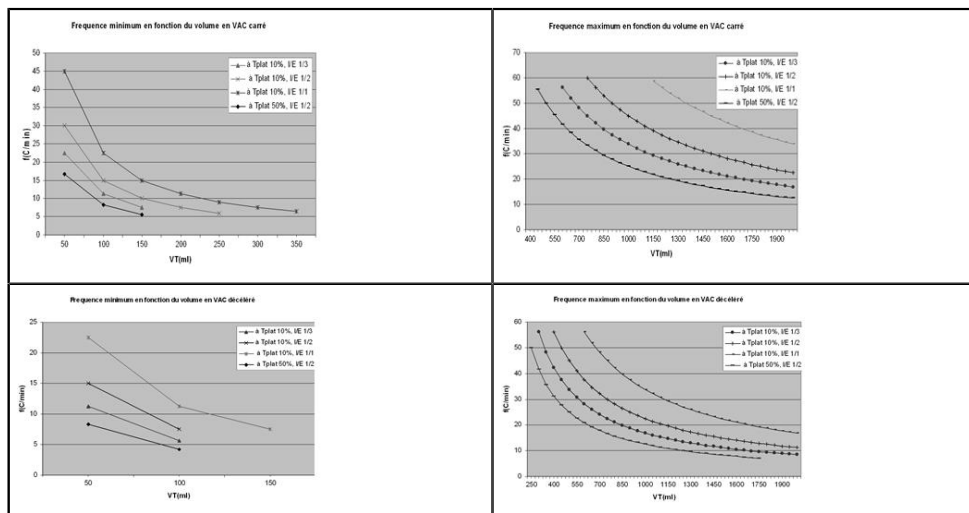 Frequence minimum en fonction du volume en VAC carré
50
45
40
35
30
25
20
15
10
5
0
f(C/min)
50 100 150 200 250 300 350
VT(ml)
à Tplat 10%, I/E 1/3
à Tplat 10%, I/E 1/2
à Tplat 10%, I/E 1/1
à Tplat 50%, I/E 1/2
Frequence maximum en fonction du volume en VAC carré
70
60
50
40
30
20
10
0
f(C/min)
400 550 700 850 1000 1150 1300 1450 1600 1750 1900
VT(ml)
à Tplat 10%, I/E 1/3
à Tplat 10%, I/E 1/2
à Tplat 10%, I/E 1/1
à Tplat 50%, I/E 1/2
Frequence minimum en fonction du volume en VAC décéléré
25
20
15
10
5
0
f(C/min)
50 100 150
VT(ml)
à Tplat 10%, I/E 1/3
à Tplat 10%, I/E 1/2
à Tplat 10%, I/E 1/1
à Tplat 50%, I/E 1/2
Frequence maximum en fonction du volume en VAC décéléré
60
50
40
30
20
10
0
f(C/min)
250 400 550 700 850 1000 1150 1300 1450 1600 1750 1900
VT(ml)
à Tplat 10%, I/E 1/3
à Tplat 10%, I/E 1/2
à Tplat 10%, I/E 1/1
à Tplat 50%, I/E 1/2